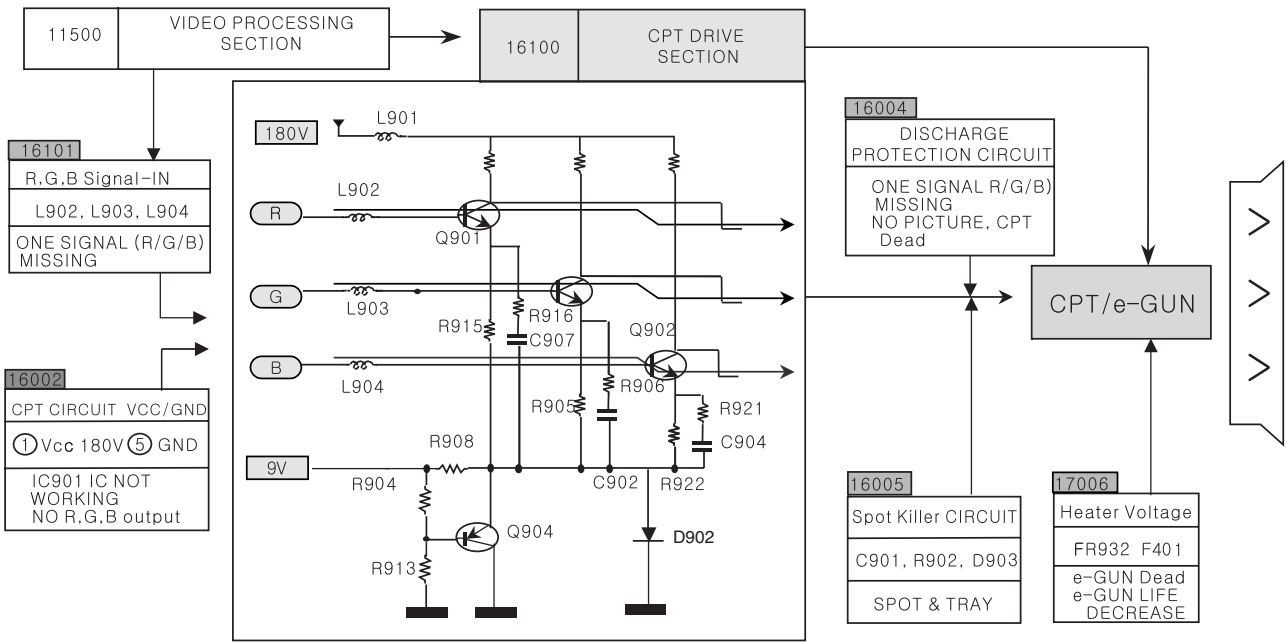 11500
VIDEO PROCESSING
SECTION
16100
CPT DRIVE
SECTION
16101
R,G,B Signal-IN
L902, L903, L904
ONE SIGNAL (R/G/B)
MISSING
16002
CPT CIRCUIT VCC/GND
① Vcc 180V ⑤ GND
IC901 IC NOT
WORKING
NO R,G,B output
180V
L901
R
L902
Q901
G
L903
R915
R916
C907
Q902
B
L904
R906
R905
R921
C904
9V
R908
R904
C902
R922
Q904
D902
R913
16004
DISCHARGE
PROTECTION CIRCUIT
ONE SIGNAL R/G/B)
MISSING
NO PICTURE, CPT
Dead
CPT/e-GUN
16005
Spot Killer CIRCUIT
C901, R902, D903
SPOT & TRAY
17006
Heater Voltage
FR932 F401
e-GUN Dead
e-GUN LIFE
DECREASE